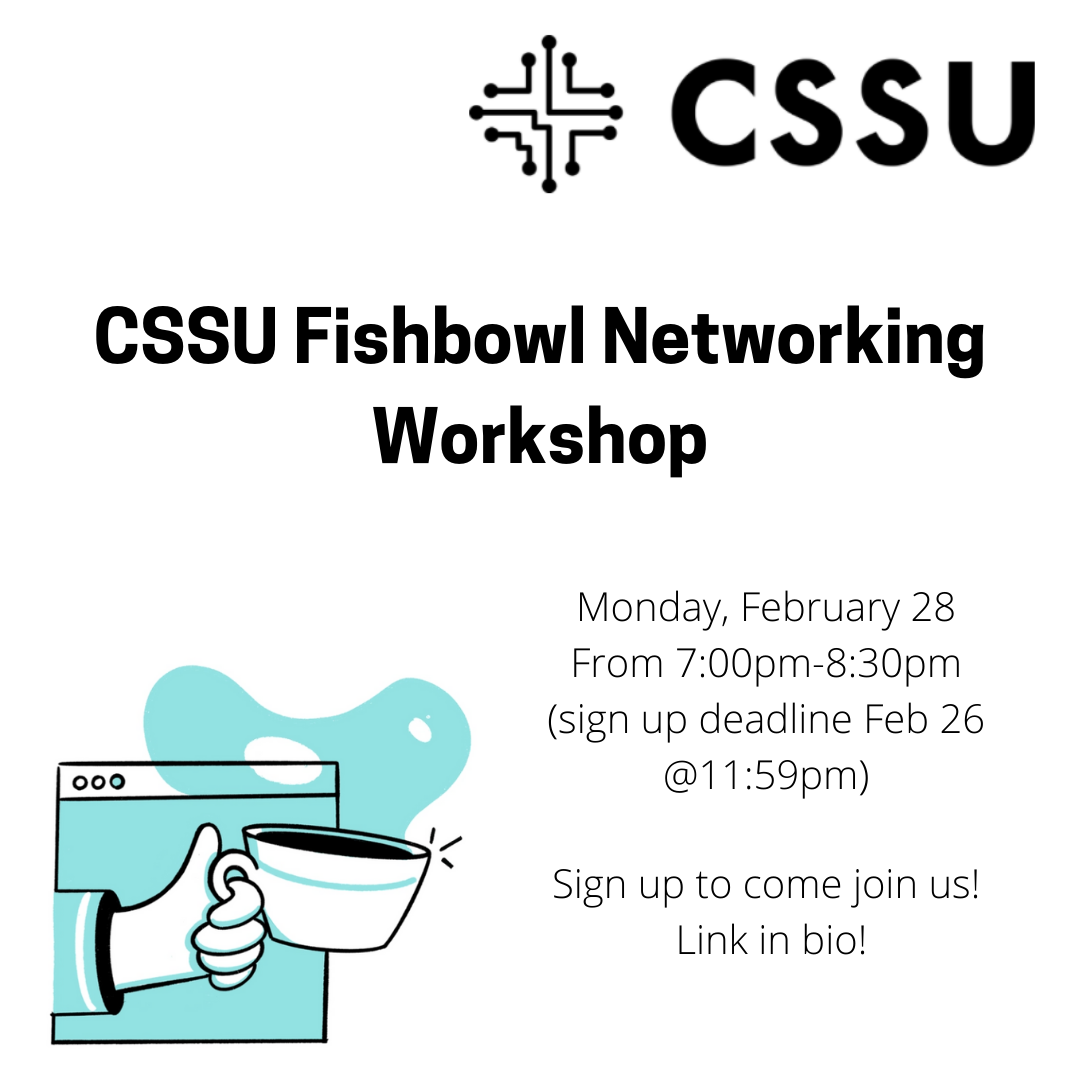 CSSU
CSSU Fishbowl Networking
Workshop
Monday, February 28
From 7:00pm-8:30pm
(sign up deadline Feb 26
@11:59pm)
Sign up to come join us!
Link in bio!